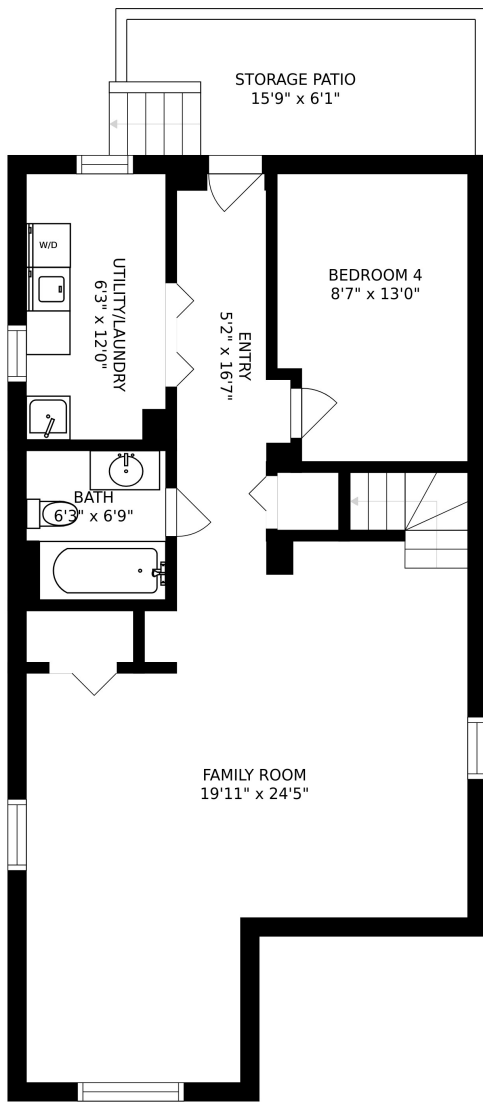 STORAGE PATIO
15'9" x 6'1"
W/D
UTILITY/LAUNDRY
6'3" x 12'0"
ENTRY
5'2" x 16'7"
BEDROOM 4
8'7" x 13'0"
BATH
6'3" x 6'9"
FAMILY ROOM
19'11" x 24'5"